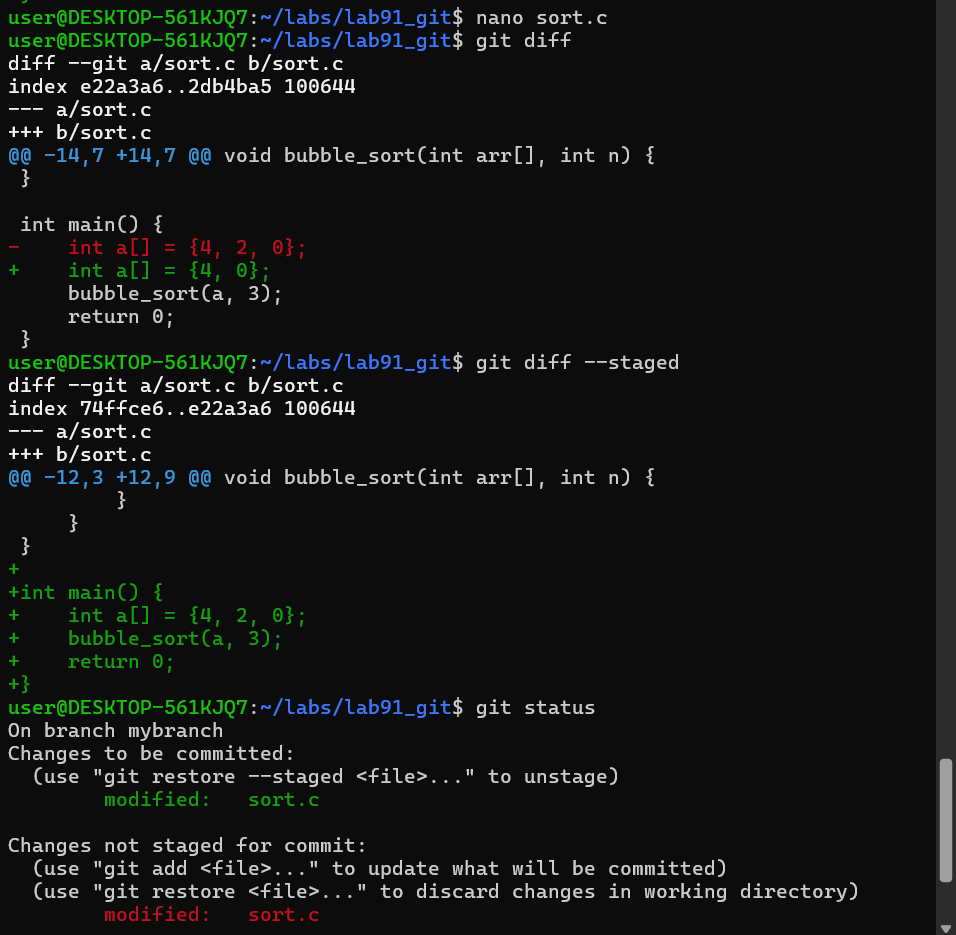 user@DESKTOP-561KJQ7:~/labs/lab91_git$ nano sort.c
user@DESKTOP-561KJQ7:~/labs/lab91_git$ git diff
diff --git a/sort.c b/sort.c
index e22a3a6..2db4ba5 100644
--- a/sort.c
+++ b/sort.c
@@ -14,7 +14,7 @@ void bubble_sort(int arr[], int n) {
 }

 int main() {
-    int a[] = {4, 2, 0};
+    int a[] = {4, 0};
     bubble_sort(a, 3);
     return 0;
 }
user@DESKTOP-561KJQ7:~/labs/lab91_git$ git diff --staged
diff --git a/sort.c b/sort.c
index 74ffce6..e22a3a6 100644
--- a/sort.c
+++ b/sort.c
@@ -12,3 +12,9 @@ void bubble_sort(int arr[], int n) {
         }
     }
 }
+
+int main() {
+    int a[] = {4, 2, 0};
+    bubble_sort(a, 3);
+    return 0;
+}
user@DESKTOP-561KJQ7:~/labs/lab91_git$ git status
On branch mybranch
Changes to be committed:
  (use "git restore --staged <file>..." to unstage)
        modified:   sort.c

Changes not staged for commit:
  (use "git add <file>..." to update what will be committed)
  (use "git restore <file>..." to discard changes in working directory)
        modified:   sort.c